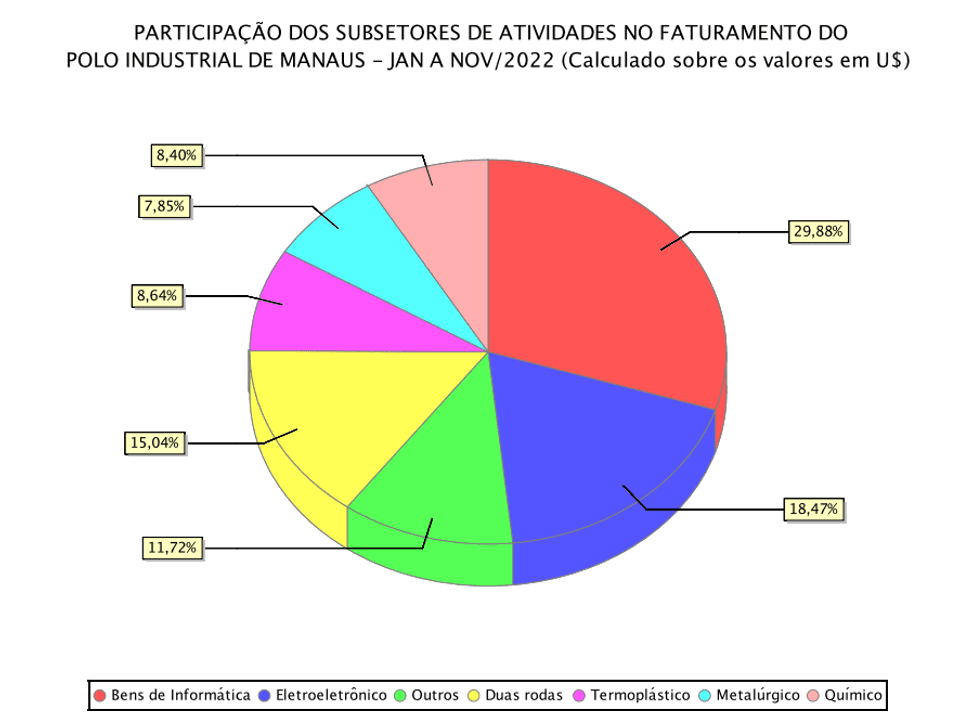 PARTICIPAÇÃO DOS SUBSETORES DE ATIVIDADES NO FATURAMENTO DO
POLO INDUSTRIAL DE MANAUS - JAN A NOV/2022 (Calculado sobre os valores em U$)
8,40%
7,85%
29,88%
8,64%
15,04%
18,47%
11,72%
Bens de Informática Eletroeletrônico Outros Duas rodas Termoplástico Metalúrgico Químico